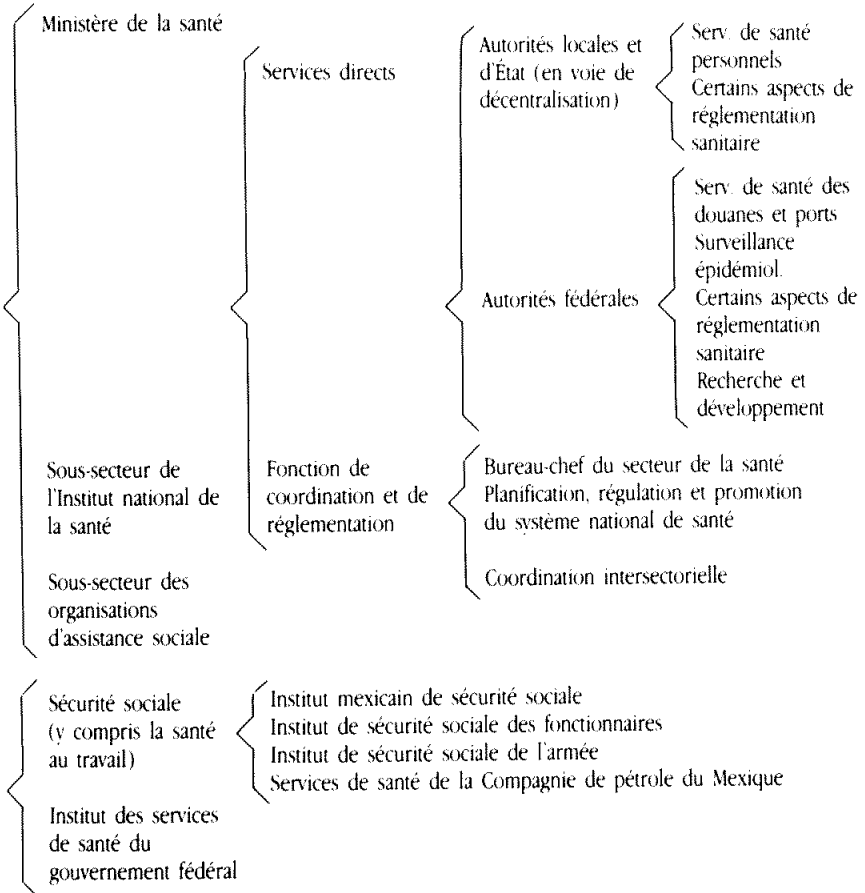 Ministère de la santé
Services directs
Autorités locales et
d'État (en voie de
décentralisation)
Serv. de santé
personnels
Certains aspects de
réglementation
sanitaire
Autorités fédérales
Serv. de santé des
douanes et ports
Surveillance
épidémiol.
Certains aspects de
réglementation
sanitaire
Recherche et
développement
Sous-secteur de
l'Institut national de
la santé
Fonction de
coordination et de
réglementation
Bureau-chef du secteur de la santé
Planification, régulation et promotion
du système national de santé
Coordination intersectorielle
Sous-secteur des
organisations
d'assistance sociale
Sécurité sociale
(y compris la santé
au travail)
Institut mexicain de sécurité sociale
Institut de sécurité sociale des fonctionnaires
Institut de sécurité sociale de l'armée
Services de santé de la Compagnie de pétrole du Mexique
Institut des services
de santé du
gouvernement fédéral